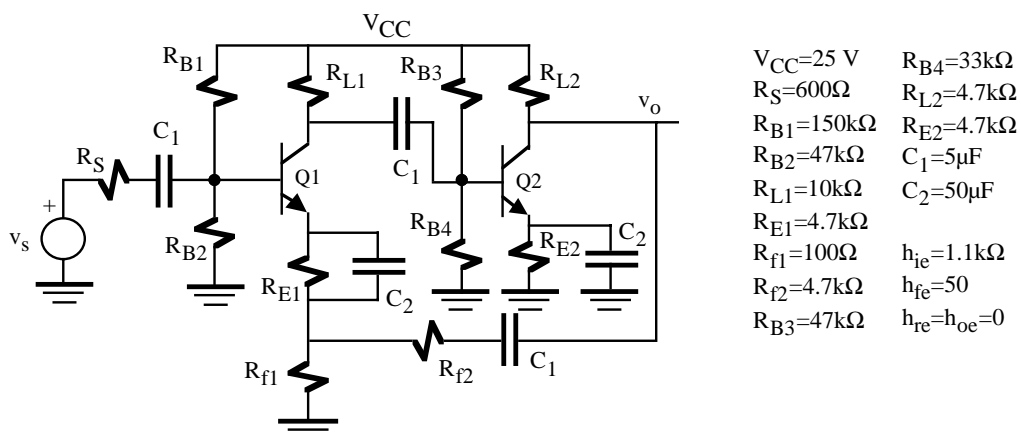 V_CC
R_B1
R_L1
R_B3
R_L2
v_o
C_1
R_S
Q1
C_1
Q2
+
v_s
R_B2
R_B4
R_E1
C_2
R_E2
C_2
R_f1
R_f2
C_1
V_CC=25 V
R_S=600Ω
R_B1=150kΩ
R_B2=47kΩ
R_L1=10kΩ
R_E1=4.7kΩ
R_f1=100Ω
R_f2=4.7kΩ
R_B3=47kΩ
R_B4=33kΩ
R_L2=4.7kΩ
R_E2=4.7kΩ
C_1=5μF
C_2=50μF
h_ie=1.1kΩ
h_fe=50
h_re=h_oe=0